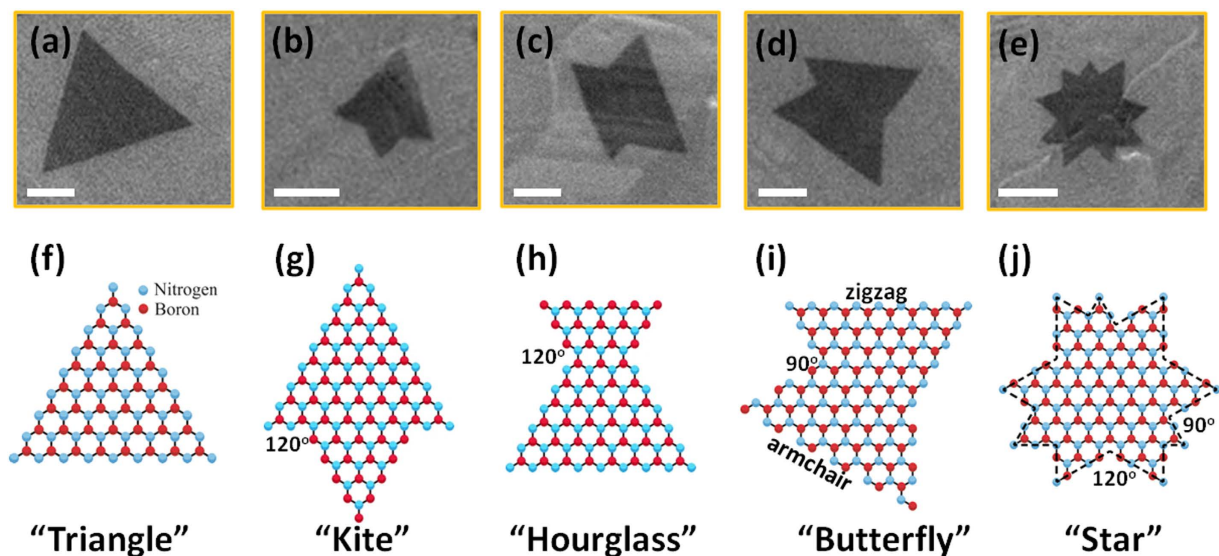 (a) (b) (c) (d) (e)
(f) (g) (h) (i) (j)
Nitrogen
Boron
zigzag
120°
90°
120°
90°
armchair
120°
"Triangle" "Kite" "Hourglass" "Butterfly" "Star"